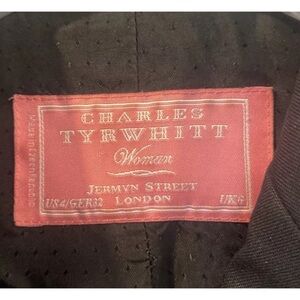 CHARLES
TYRWHITT
Woman
JERMYN STREET
US4/GER32 LONDON UK6